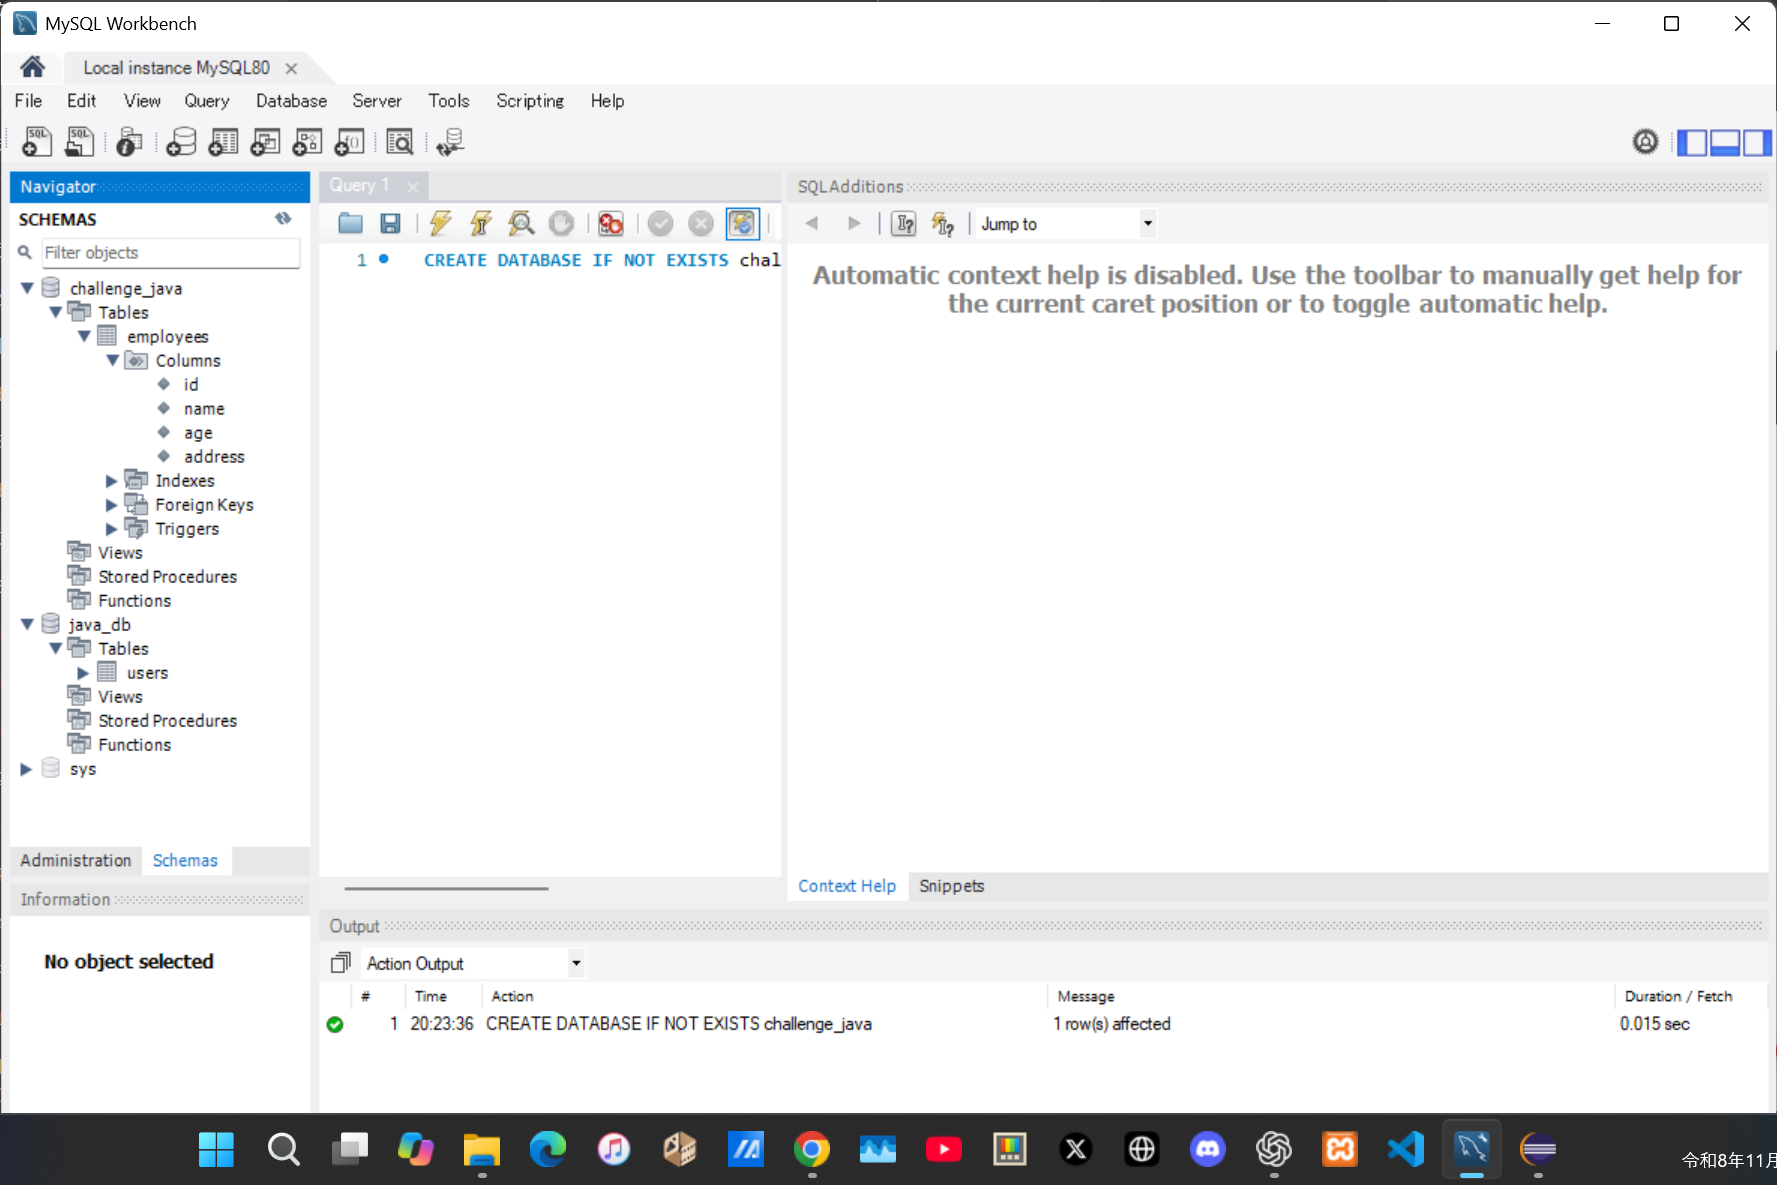 MySQL Workbench
Local instance MySQL80
File Edit View Query Database Server Tools Scripting Help
Navigator
SCHEMAS
Filter objects
challenge_java
Tables
employees
Columns
id
name
age
address
Indexes
Foreign Keys
Triggers
Views
Stored Procedures
Functions
java_db
Tables
users
Views
Stored Procedures
Functions
sys
Administration Schemas
Information
No object selected
Query 1
1 CREATE DATABASE IF NOT EXISTS chal
SQLAdditions
Jump to
Automatic context help is disabled. Use the toolbar to manually get help for
the current caret position or to toggle automatic help.
Context Help Snippets
Output
Action Output
# Time Action Message Duration / Fetch
1 20:23:36 CREATE DATABASE IF NOT EXISTS challenge_java 1 row(s) affected 0.015 sec
令和8年11月